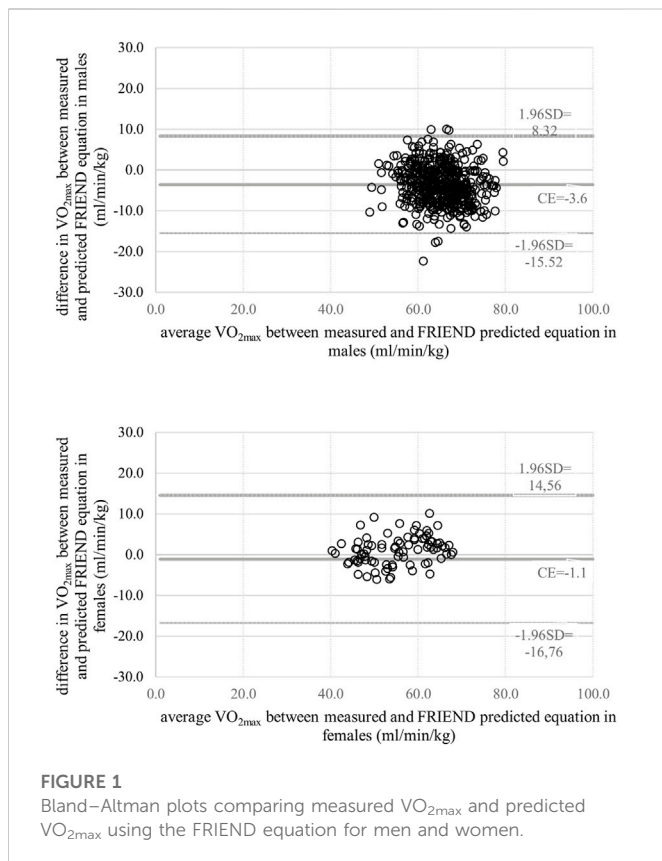 30.0
20.0
10.0
0.0
-10.0
-20.0
-30.0
difference in VO2max between measured
and predicted FRIEND equation in males
(ml/min/kg)
1.96SD=
8.32
CE=-3.6
-1.96SD=
-15.52
0.0 20.0 40.0 60.0 80.0 100.0
average VO2max between measured and FRIEND predicted equation in
males (ml/min/kg)
30.0
20.0
10.0
0.0
-10.0
-20.0
-30.0
difference in VO2max between measured
and predicted FRIEND equation in
females (ml/min/kg)
1.96SD=
14,56
CE=-1.1
-1.96SD=
-16,76
0.0 20.0 40.0 60.0 80.0 100.0
average VO2max between measured and FRIEND predicted equation in
females (ml/min/kg)
FIGURE 1
Bland–Altman plots comparing measured VO2max and predicted
VO2max using the FRIEND equation for men and women.